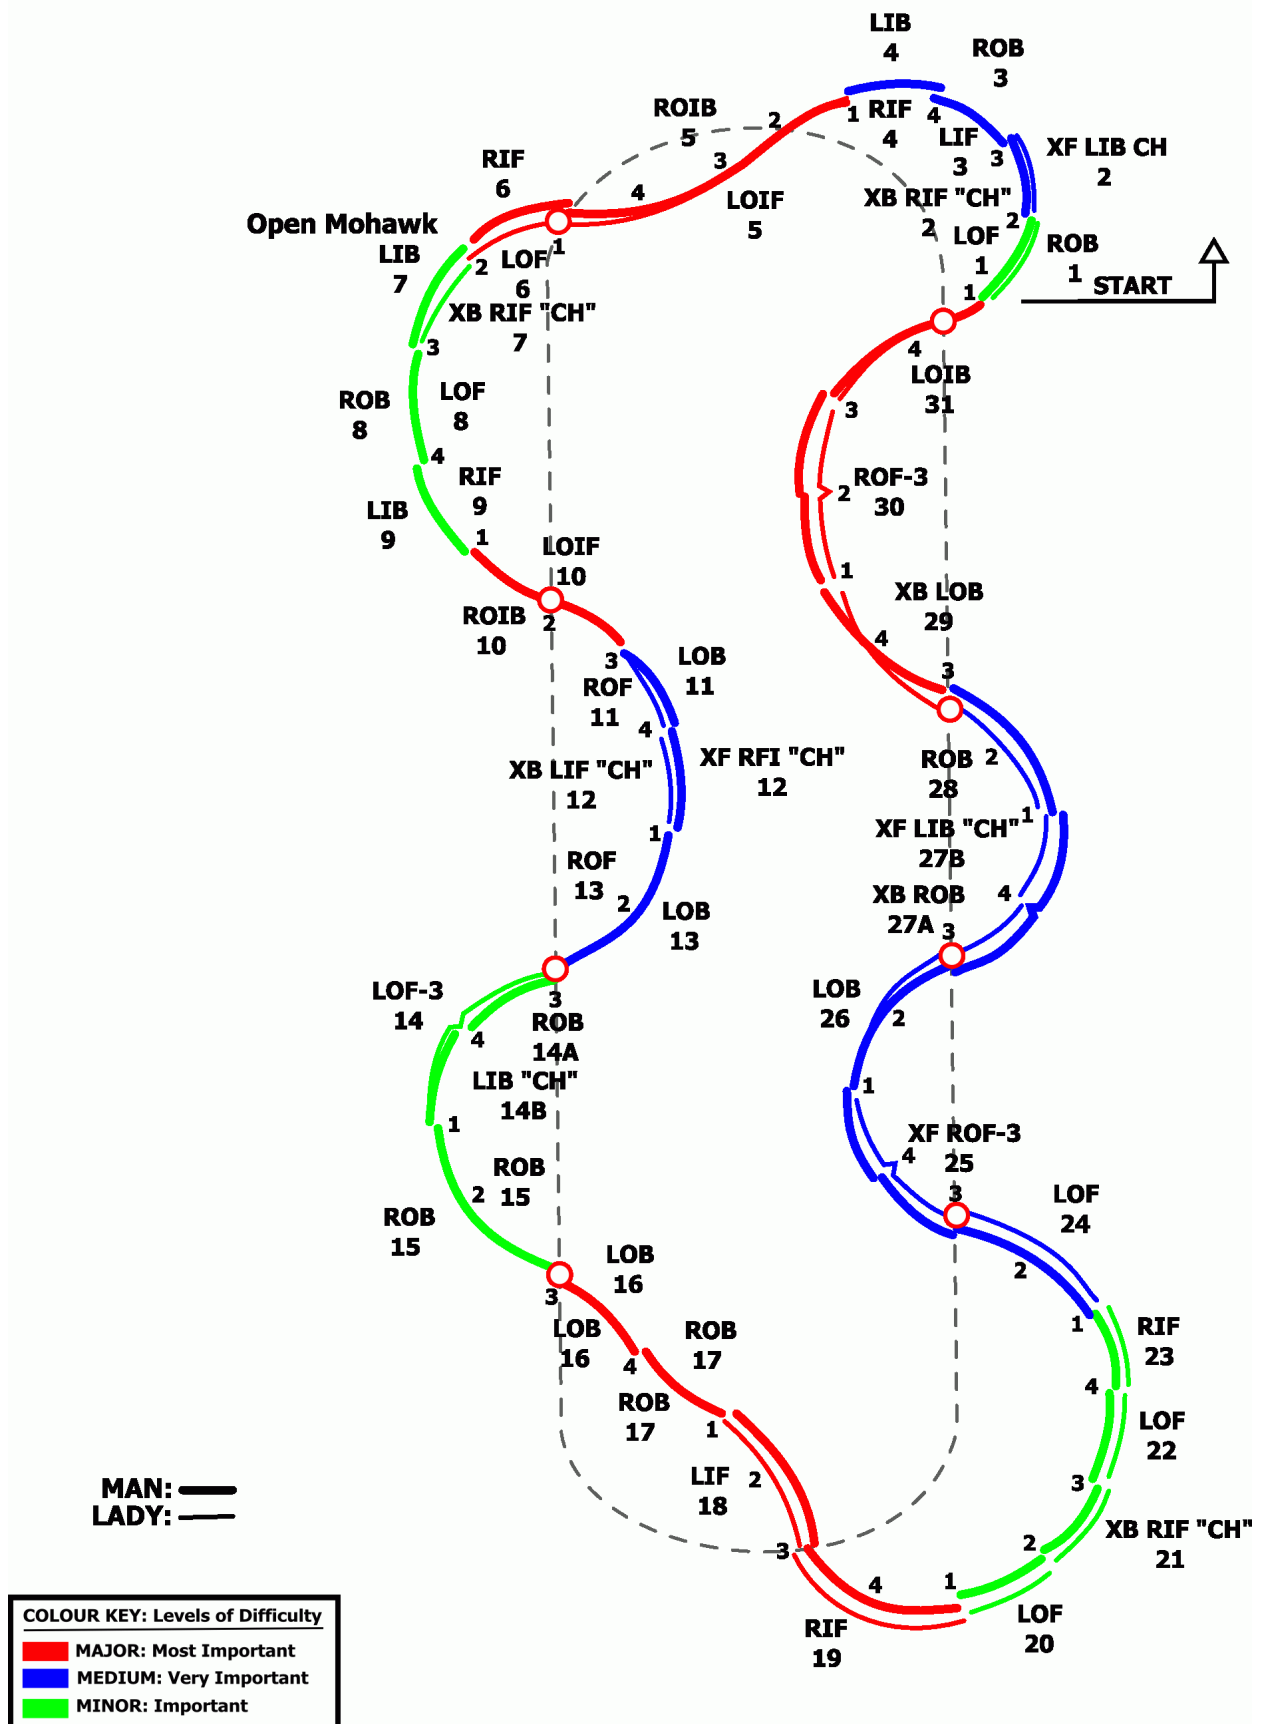 LIB
4
ROB
3
ROIB
5
2
1
RIF
4
4
LIF
3
3
XF LIB CH
2
RIF
6
3
4
LOIF
5
XB RIF "CH"
2
2
Open Mohawk
1
LOF
1
ROB
1
LIB
7
2
LOF
6
1
START
XB RIF "CH"
7
3
4
LOIB
31
ROB
8
LOF
8
3
4
RIF
9
ROF-3
30
2
LIB
9
1
LOIF
10
1
XB LOB
29
ROIB
10
2
4
3
LOB
11
3
ROF
11
4
XF RFI "CH"
12
XB LIF "CH"
12
ROB
28
2
1
1
XF LIB "CH"
27B
ROF
13
2
LOB
13
XB ROB
27A
4
3
LOF-3
14
3
ROB
14A
4
LOB
26
2
LIB "CH"
14B
1
1
XF ROF-3
25
4
ROB
15
2
3
LOF
24
ROB
15
LOB
16
2
3
LOB
16
4
ROB
17
1
RIF
23
ROB
17
1
4
LOF
22
LIF
18
2
3
MAN:
LADY:
XB RIF "CH"
21
3
2
4
1
RIF
19
LOF
20
COLOUR KEY: Levels of Difficulty
MAJOR: Most Important
MEDIUM: Very Important
MINOR: Important